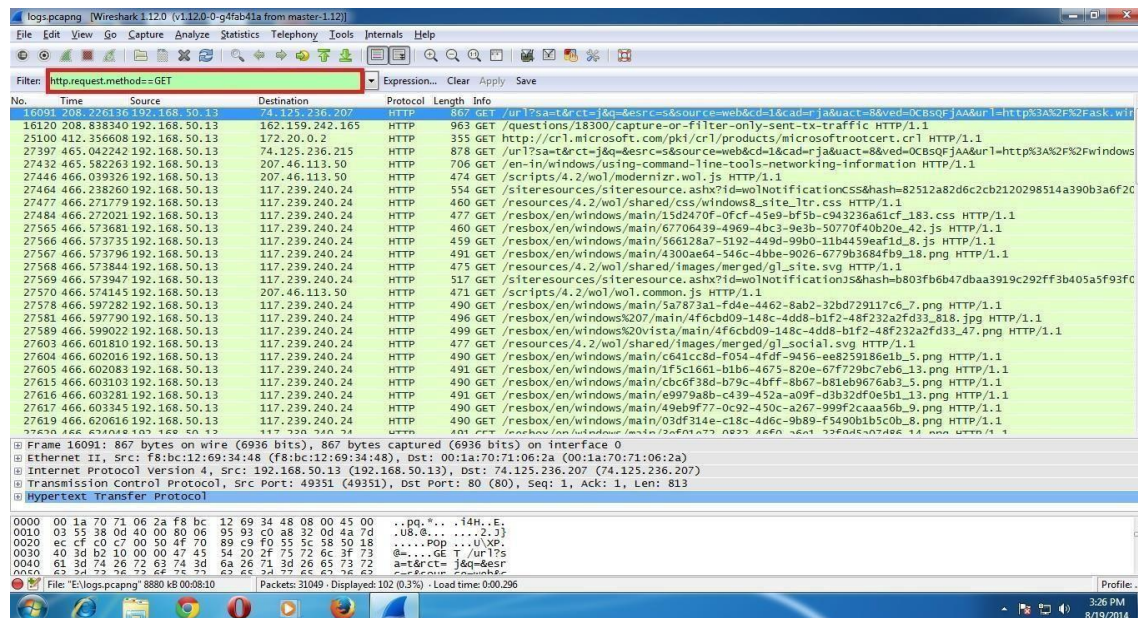 logs.pcapng [Wireshark 1.12.0 (v1.12.0-0-g4fab41a from master-1.12)]
File Edit View Go Capture Analyze Statistics Telephony Tools Internals Help
Filter: http.request.method==GET Expression... Clear Apply Save
No. Time Source Destination Protocol Length Info
16091 208.226136 192.168.50.13 74.125.236.207 HTTP 867 GET /url?sa=t&rct=j&q=&esrc=s&source=web&cd=1&cad=rja&uact=8&ved=0CBsQFjAA&url=http%3A%2F%2Fask.wir
16120 208.838340 192.168.50.13 162.159.242.165 HTTP 963 GET /questions/18300/capture-or-filter-only-sent-tx-traffic HTTP/1.1
25100 412.356608 192.168.50.13 172.20.0.2 HTTP 355 GET http://crl.microsoft.com/pki/crl/products/microsoftrootcert.crl HTTP/1.1
27397 465.042242 192.168.50.13 74.125.236.215 HTTP 878 GET /url?sa=t&rct=j&q=&esrc=s&source=web&cd=1&cad=rja&uact=8&ved=0CBsQFjAA&url=http%3A%2F%2Fwindows
27432 465.582263 192.168.50.13 207.46.113.50 HTTP 706 GET /en-in/windows/using-command-line-tools-networking-information HTTP/1.1
27446 466.039326 192.168.50.13 207.46.113.50 HTTP 474 GET /scripts/4.2/wol/modernizr.wol.js HTTP/1.1
27464 466.238260 192.168.50.13 117.239.240.24 HTTP 554 GET /siteresources/siteresource.ashx?id=wolNotificationCSS&hash=82512a82d6c2cb2120298514a390b3a6f20
27477 466.271779 192.168.50.13 117.239.240.24 HTTP 460 GET /resources/4.2/wol/shared/css/windows8_site_ltr.css HTTP/1.1
27484 466.272021 192.168.50.13 117.239.240.24 HTTP 477 GET /resbox/en/windows/main/15d2470f-0fcf-45e9-bf5b-c943236a61cf_183.css HTTP/1.1
27565 466.573681 192.168.50.13 117.239.240.24 HTTP 460 GET /resbox/en/windows/main/67706439-4969-4bc3-9e3b-50770f40b20e_42.js HTTP/1.1
27566 466.573735 192.168.50.13 117.239.240.24 HTTP 459 GET /resbox/en/windows/main/566128a7-5192-449d-99b0-11b4459eaf1d_8.js HTTP/1.1
27567 466.573796 192.168.50.13 117.239.240.24 HTTP 491 GET /resbox/en/windows/main/4300ae64-546c-4bbe-9026-6779b3684fb9_18.png HTTP/1.1
27568 466.573844 192.168.50.13 117.239.240.24 HTTP 475 GET /resources/4.2/wol/shared/images/merged/gl_site.svg HTTP/1.1
27569 466.573947 192.168.50.13 117.239.240.24 HTTP 517 GET /siteresources/siteresource.ashx?id=wolNotificationJS&hash=b803fb6b47dbaa3919c292ff3b405a5f93f0
27570 466.574145 192.168.50.13 207.46.113.50 HTTP 471 GET /scripts/4.2/wol/wol.common.js HTTP/1.1
27578 466.597282 192.168.50.13 117.239.240.24 HTTP 490 GET /resbox/en/windows/main/5a7873a1-fd4e-4462-8ab2-32bd729117c6_7.png HTTP/1.1
27581 466.597790 192.168.50.13 117.239.240.24 HTTP 496 GET /resbox/en/windows%207/main/4f6cbd09-148c-4dd8-b1f2-48f232a2fd33_818.jpg HTTP/1.1
27589 466.599022 192.168.50.13 117.239.240.24 HTTP 499 GET /resbox/en/windows%20vista/main/4f6cbd09-148c-4dd8-b1f2-48f232a2fd33_47.png HTTP/1.1
27603 466.601810 192.168.50.13 117.239.240.24 HTTP 477 GET /resources/4.2/wol/shared/images/merged/gl_social.svg HTTP/1.1
27604 466.602016 192.168.50.13 117.239.240.24 HTTP 490 GET /resbox/en/windows/main/c641cc8d-f054-4fdf-9456-ee8259186e1b_5.png HTTP/1.1
27605 466.602083 192.168.50.13 117.239.240.24 HTTP 491 GET /resbox/en/windows/main/1f5c1661-b1b6-4675-820e-67f729bc7eb6_13.png HTTP/1.1
27615 466.603103 192.168.50.13 117.239.240.24 HTTP 490 GET /resbox/en/windows/main/cbc6f38d-b79c-4bff-8b67-b81eb9676ab3_5.png HTTP/1.1
27616 466.603281 192.168.50.13 117.239.240.24 HTTP 491 GET /resbox/en/windows/main/e9979a8b-c439-452a-a09f-d3b32df0e5b1_13.png HTTP/1.1
27617 466.603345 192.168.50.13 117.239.240.24 HTTP 490 GET /resbox/en/windows/main/49eb9f77-0c92-450c-a267-999f2caaa56b_9.png HTTP/1.1
27619 466.620616 192.168.50.13 117.239.240.24 HTTP 490 GET /resbox/en/windows/main/03df314e-c18c-4d6c-9b89-f5490b1b5c0b_8.png HTTP/1.1
Frame 16091: 867 bytes on wire (6936 bits), 867 bytes captured (6936 bits) on interface 0
Ethernet II, Src: f8:bc:12:69:34:48 (f8:bc:12:69:34:48), Dst: 00:1a:70:71:06:2a (00:1a:70:71:06:2a)
Internet Protocol Version 4, Src: 192.168.50.13 (192.168.50.13), Dst: 74.125.236.207 (74.125.236.207)
Transmission Control Protocol, Src Port: 49351 (49351), Dst Port: 80 (80), Seq: 1, Ack: 1, Len: 813
Hypertext Transfer Protocol
0000 00 1a 70 71 06 2a f8 bc 12 69 34 48 08 00 45 00 ..pq.*.. .i4H..E.
0010 03 55 38 0d 40 00 80 06 95 93 c0 a8 32 0d 4a 7d .U8.@... ....2.J}
0020 ec cf c0 c7 00 50 4f 70 89 c9 f0 55 5c 58 50 18 .....POp ...U\XP.
0030 40 3d b2 10 00 00 47 45 54 20 2f 75 72 6c 3f 73 @=....GE T /url?s
0040 61 3d 74 26 72 63 74 3d 6a 26 71 3d 26 65 73 72 a=t&rct= j&q=&esr
File: "E:\logs.pcapng" 8880 kB 00:08:10 Packets: 31049 · Displayed: 102 (0.3%) · Load time: 0:00.296 Profile: .
3:26 PM
8/19/2014